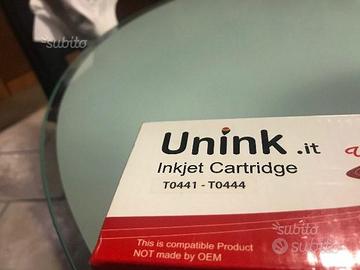 subito
Unink.it
Inkjet Cartridge
T0441 - T0444
This is compatible Product
NOT made by OEM
subito
subito